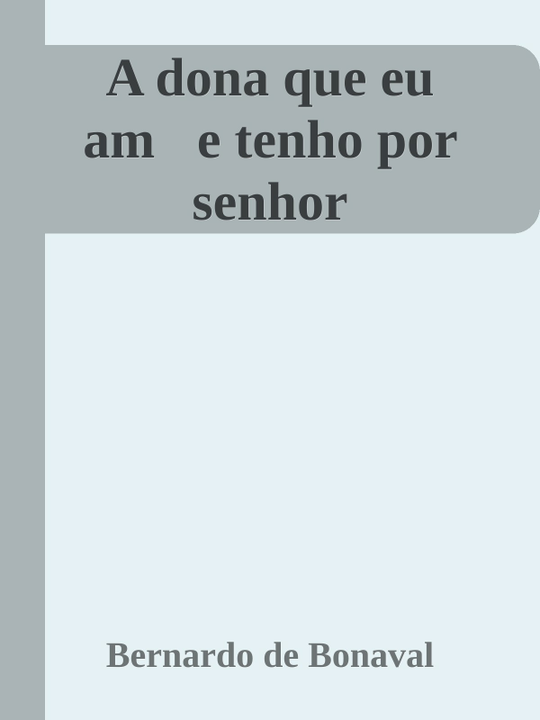 A dona que eu
am   e tenho por
senhor
Bernardo de Bonaval